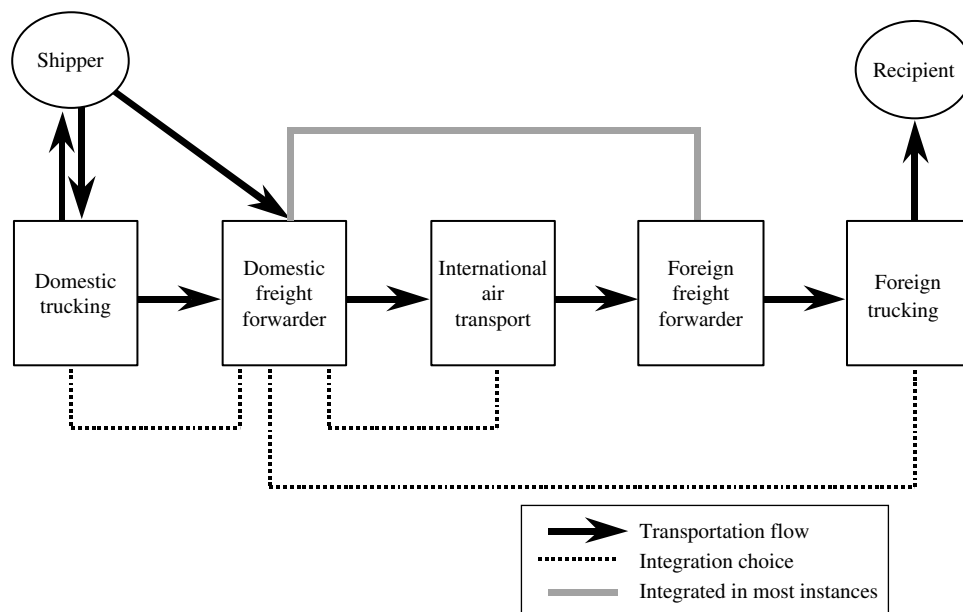 Shipper
Recipient
Domestic
trucking
Domestic
freight
forwarder
International
air
transport
Foreign
freight
forwarder
Foreign
trucking
Transportation flow
Integration choice
Integrated in most instances